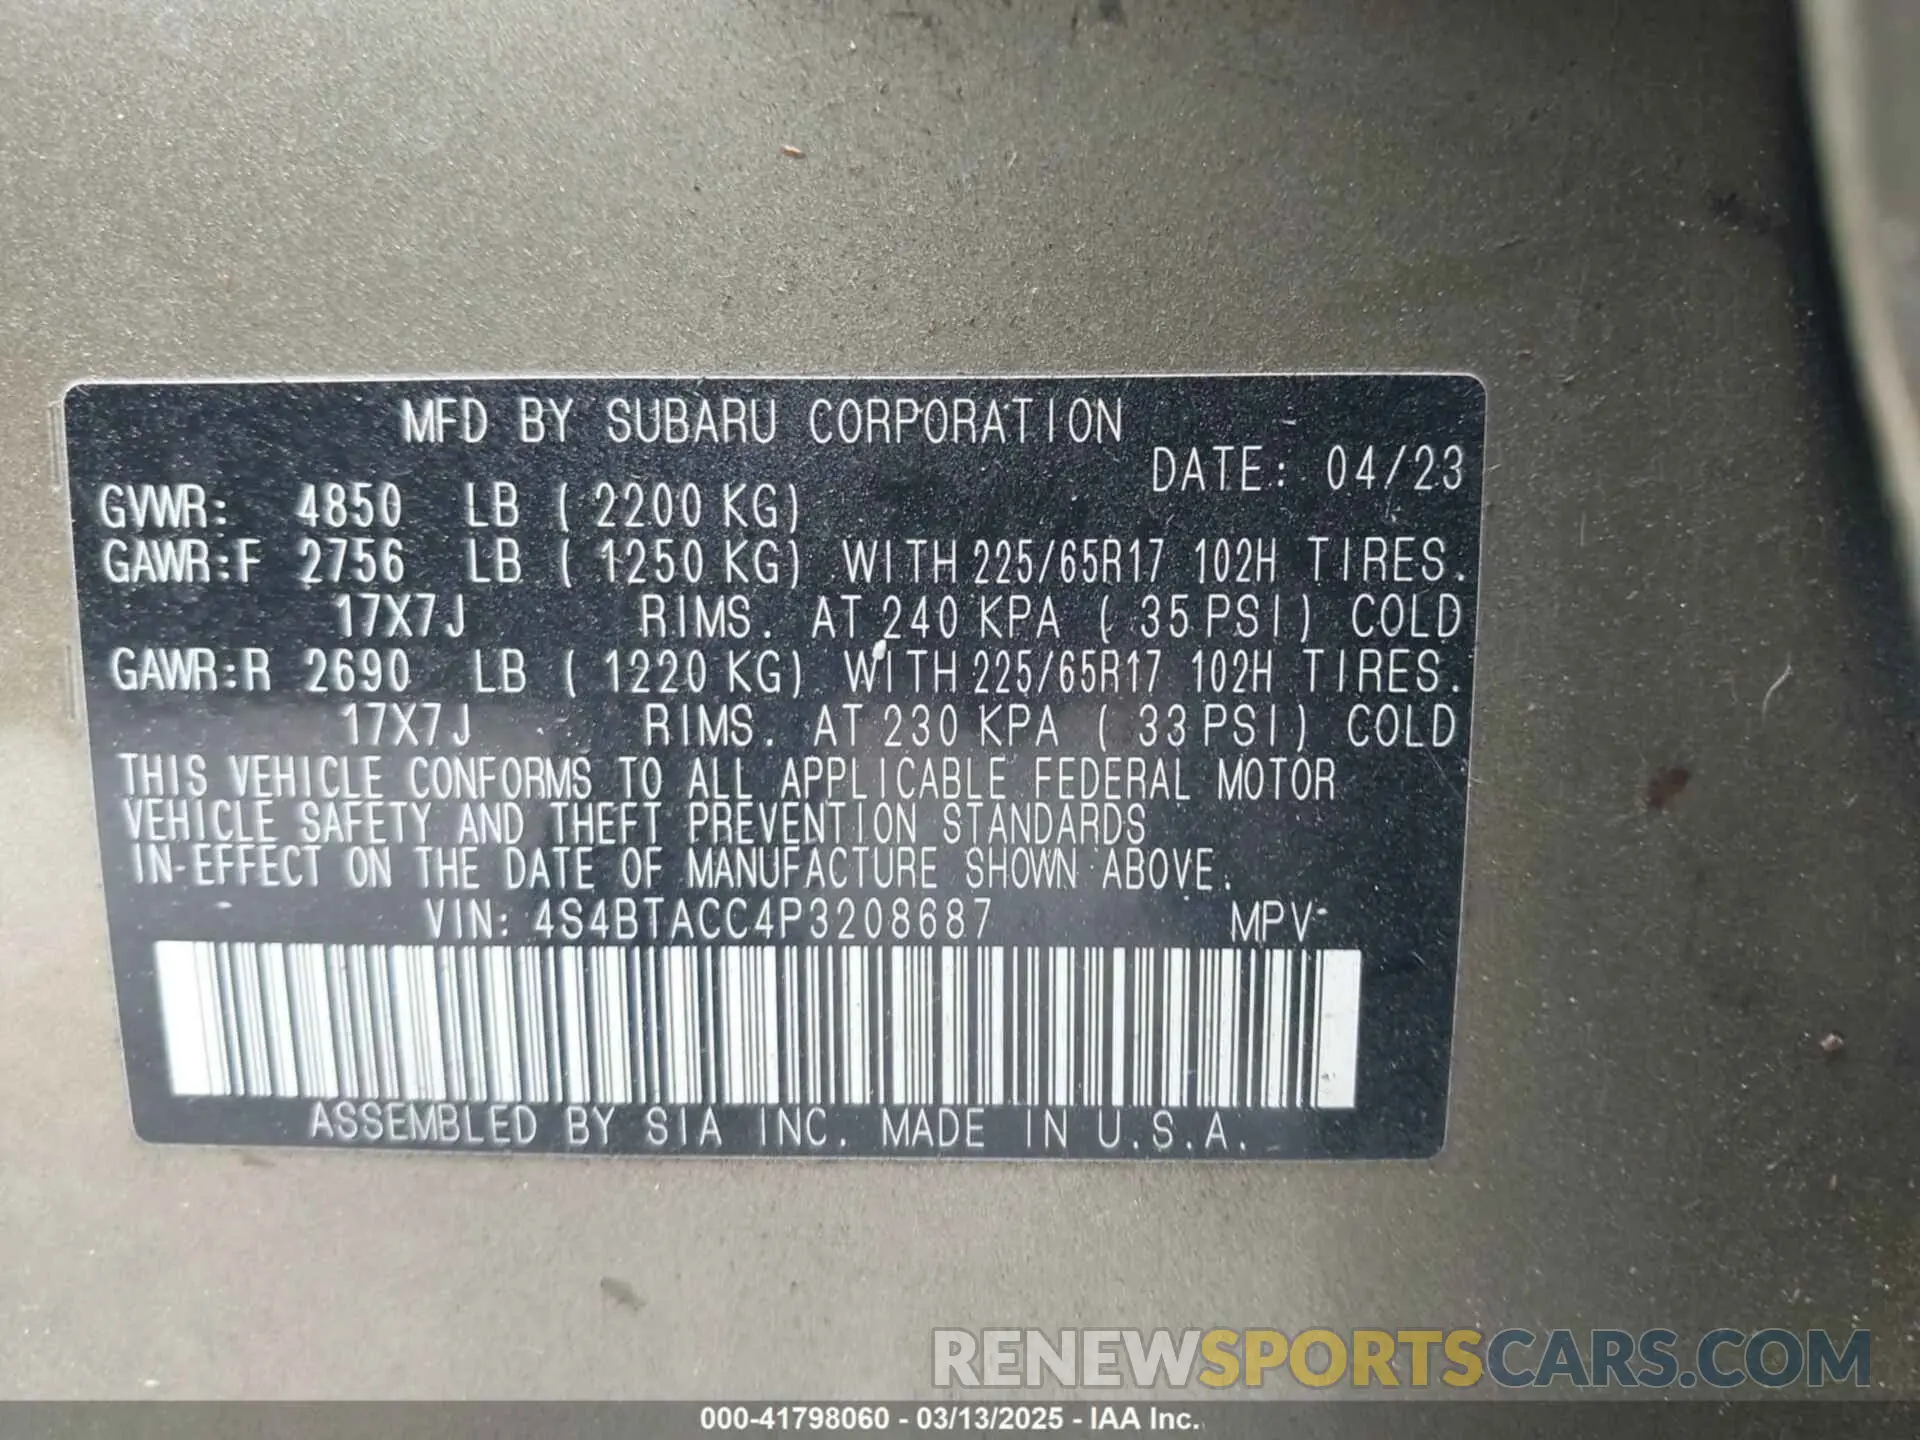 MFD BY SUBARU CORPORATION
DATE: 04/23
GVWR: 4850 LB (2200 KG)
GAWR:F 2756 LB (1250 KG) WITH 225/65R17 102H TIRES.
17X7J RIMS. AT 240 KPA (35 PSI) COLD
GAWR:R 2690 LB (1220 KG) WITH 225/65R17 102H TIRES.
17X7J RIMS. AT 230 KPA (33 PSI) COLD
THIS VEHICLE CONFORMS TO ALL APPLICABLE FEDERAL MOTOR
VEHICLE SAFETY AND THEFT PREVENTION STANDARDS
IN-EFFECT ON THE DATE OF MANUFACTURE SHOWN ABOVE.
VIN: 4S4BTACC4P3208687 MPV
ASSEMBLED BY SIA INC. MADE IN U.S.A.
RENEWSPORTSCARS.COM
000-41798060 - 03/13/2025 - IAA Inc.